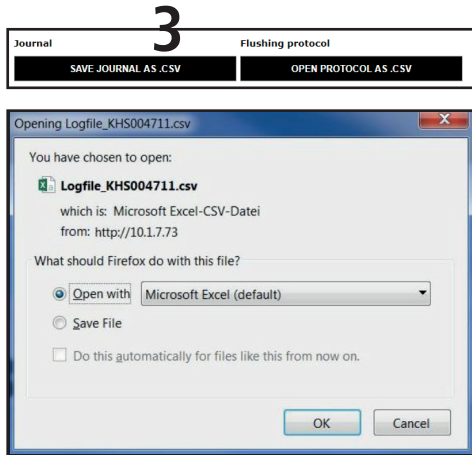 3
Journal Flushing protocol
SAVE JOURNAL AS .CSV OPEN PROTOCOL AS .CSV
Opening Logfile_KHS004711.csv
You have chosen to open:
Logfile_KHS004711.csv
which is: Microsoft Excel-CSV-Datei
from: http://10.1.7.73
What should Firefox do with this file?
Open with Microsoft Excel (default)
Save File
Do this automatically for files like this from now on.
OK Cancel